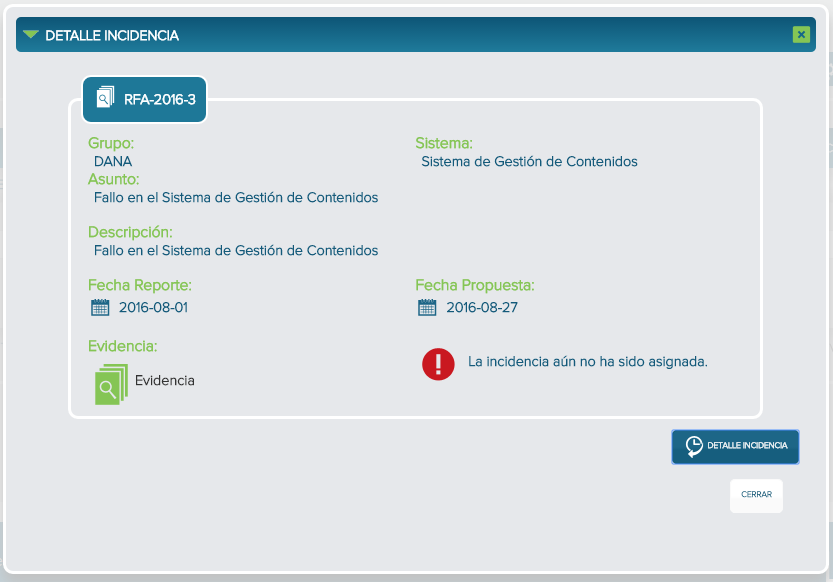 DETALLE INCIDENCIA
RFA-2016-3
Grupo:
DANA
Sistema:
Sistema de Gestión de Contenidos
Asunto:
Fallo en el Sistema de Gestión de Contenidos
Descripción:
Fallo en el Sistema de Gestión de Contenidos
Fecha Reporte:
2016-08-01
Fecha Propuesta:
2016-08-27
Evidencia:
Evidencia
La incidencia aún no ha sido asignada.
DETALLE INCIDENCIA
CERRAR